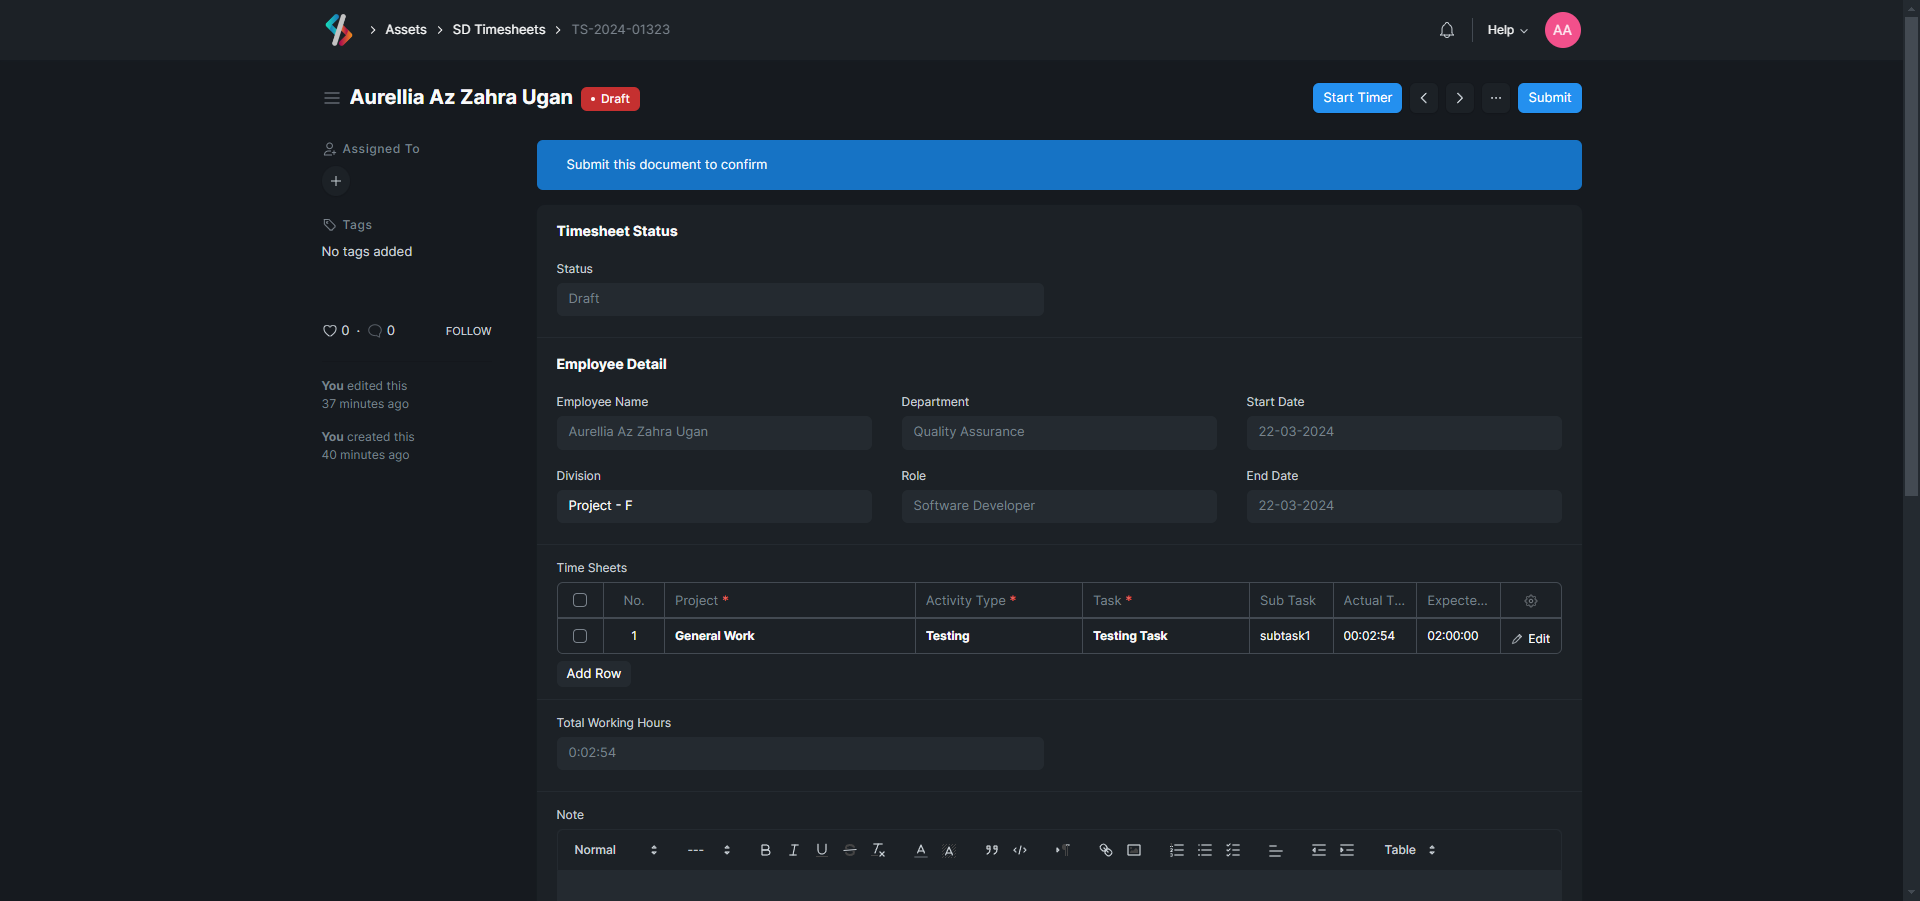 Assets SD Timesheets TS-2024-01323
Help AA
Aurellia Az Zahra Ugan • Draft
Start Timer ... Submit
Assigned To
+
Tags
No tags added
0 · 0 FOLLOW
You edited this
37 minutes ago
You created this
40 minutes ago
Submit this document to confirm
Timesheet Status
Status
Draft
Employee Detail
Employee Name Department Start Date
Aurellia Az Zahra Ugan Quality Assurance 22-03-2024
Division Role End Date
Project - F Software Developer 22-03-2024
Time Sheets
No. Project * Activity Type * Task * Sub Task Actual T... Expecte...
1 General Work Testing Testing Task subtask1 00:02:54 02:00:00 Edit
Add Row
Total Working Hours
0:02:54
Note
Normal --- Table